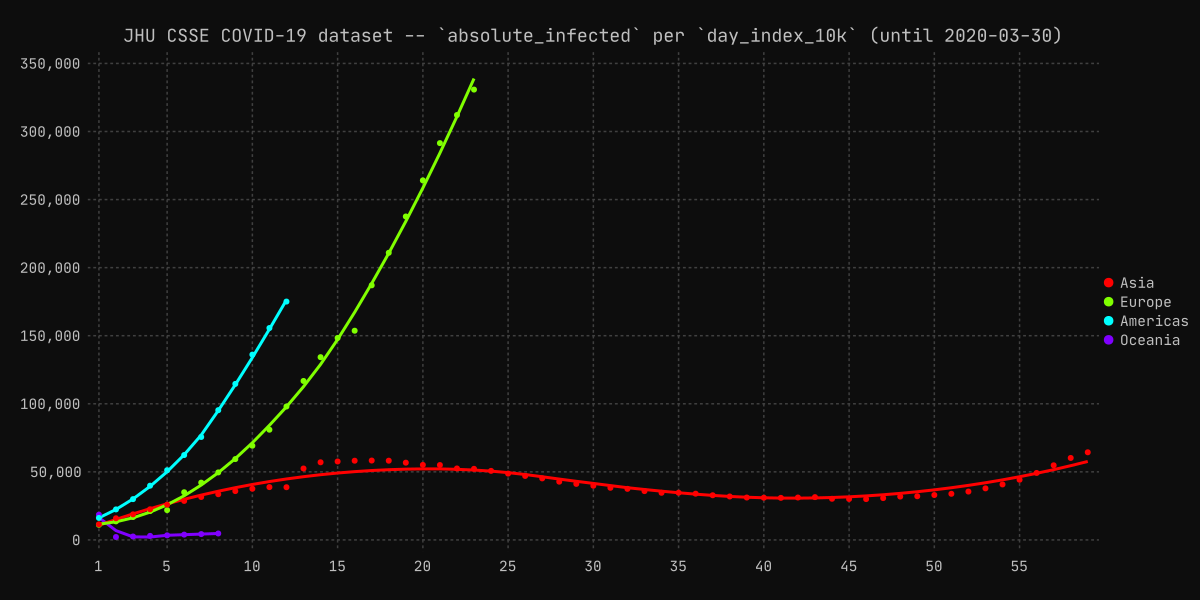 JHU CSSE COVID-19 dataset -- `absolute_infected` per `day_index_10k` (until 2020-03-30)
350,000
300,000
250,000
200,000
150,000
100,000
50,000
0
1 5 10 15 20 25 30 35 40 45 50 55
Asia
Europe
Americas
Oceania